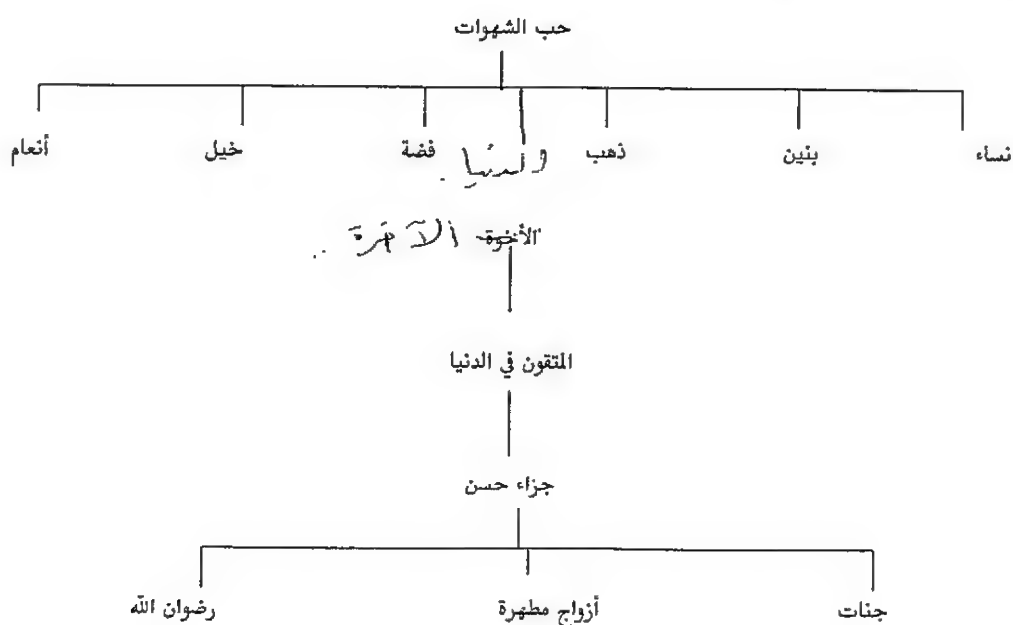 حب الشهوات
نساء بنين ذهب فضة خيل أنعام
الدنيا .
الأخوة الآخرة ..
المتقون في الدنيا
جزاء حسن
جنات أزواج مطهرة رضوان الله